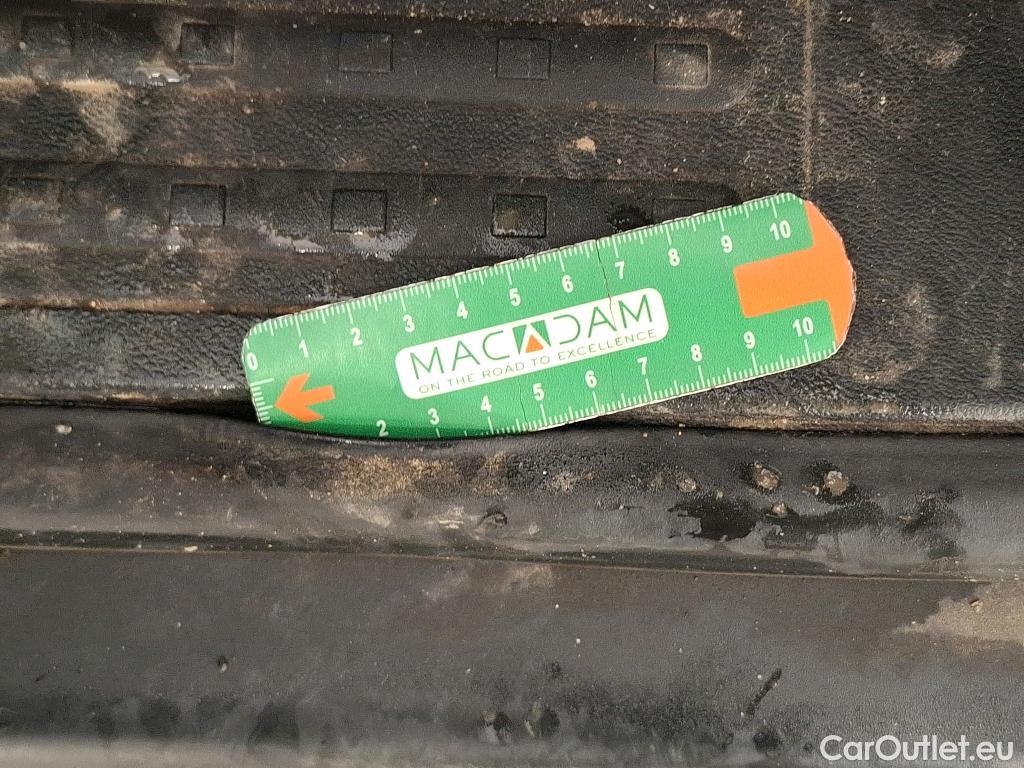 0 1 2 3 4 5 6 7 8 9 10
MACADAM
ON THE ROAD TO EXCELLENCE
2 3 4 5 6 7 8 9 10
CarOutlet.eu